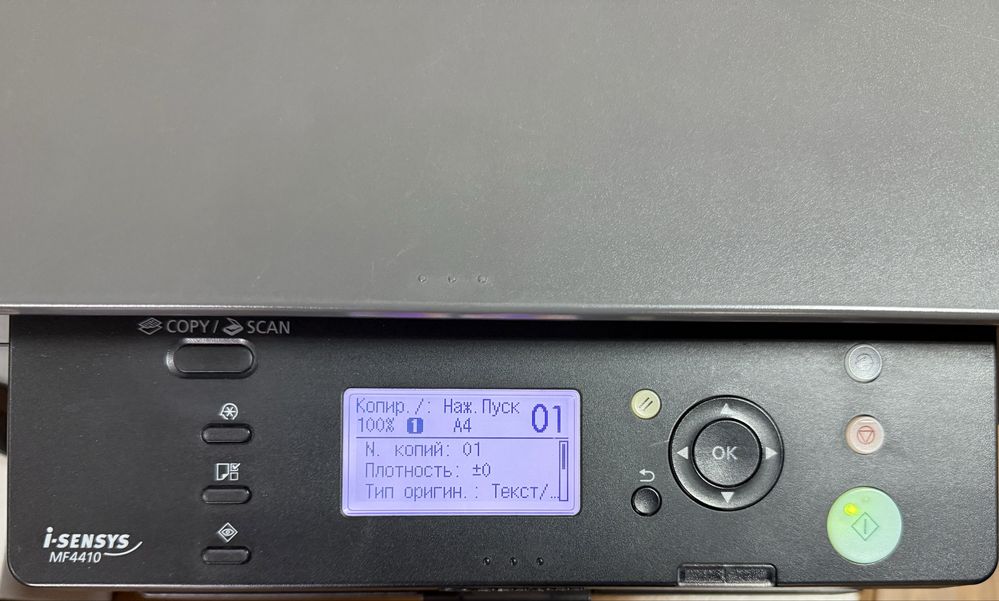 COPY / SCAN
Копир./: Наж.Пуск
100% 1 A4 01
N. копий: 01
Плотность: ±0
Тип оригин.: Текст/...
OK
i-SENSYS
MF4410